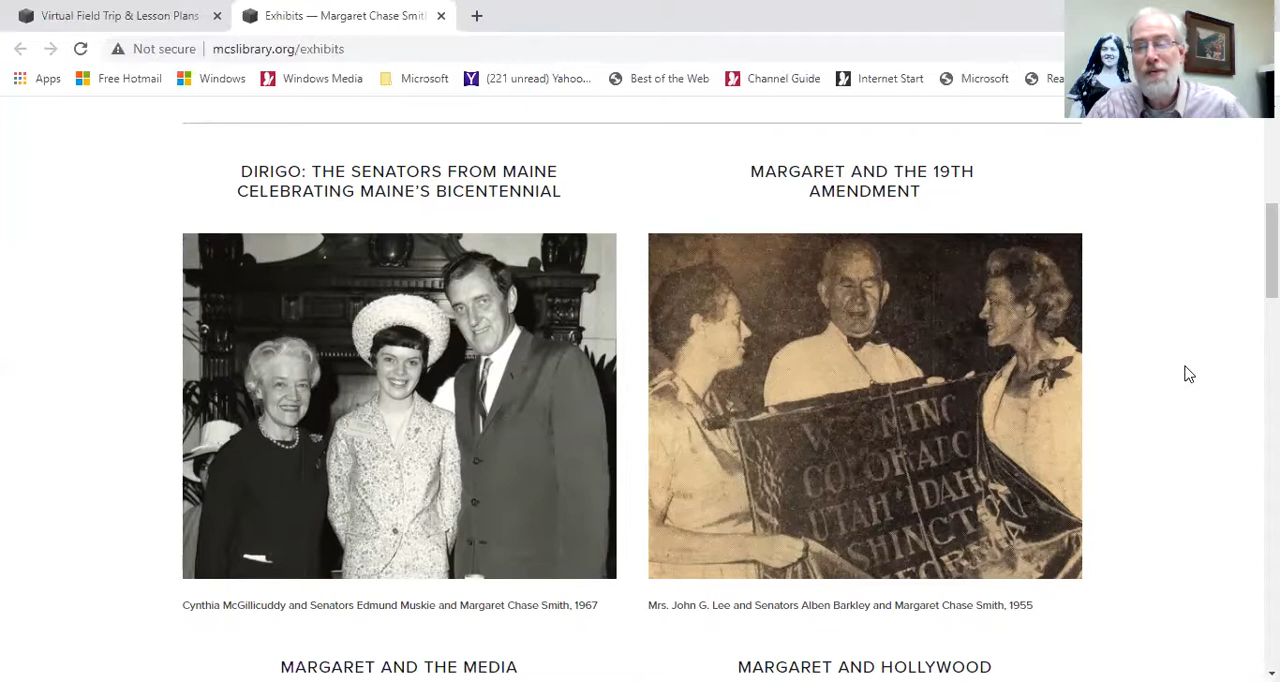 Virtual Field Trip & Lesson Plans
Exhibits — Margaret Chase Smit
Not secure mcslibrary.org/exhibits
Apps Free Hotmail Windows Windows Media Microsoft (221 unread) Yahoo... Best of the Web Channel Guide Internet Start Microsoft Rea
DIRIGO: THE SENATORS FROM MAINE
CELEBRATING MAINE'S BICENTENNIAL
MARGARET AND THE 19TH
AMENDMENT
COLORADO
UTAH IDAH
Cynthia McGillicuddy and Senators Edmund Muskie and Margaret Chase Smith, 1967
Mrs. John G. Lee and Senators Alben Barkley and Margaret Chase Smith, 1955
MARGARET AND THE MEDIA
MARGARET AND HOLLYWOOD